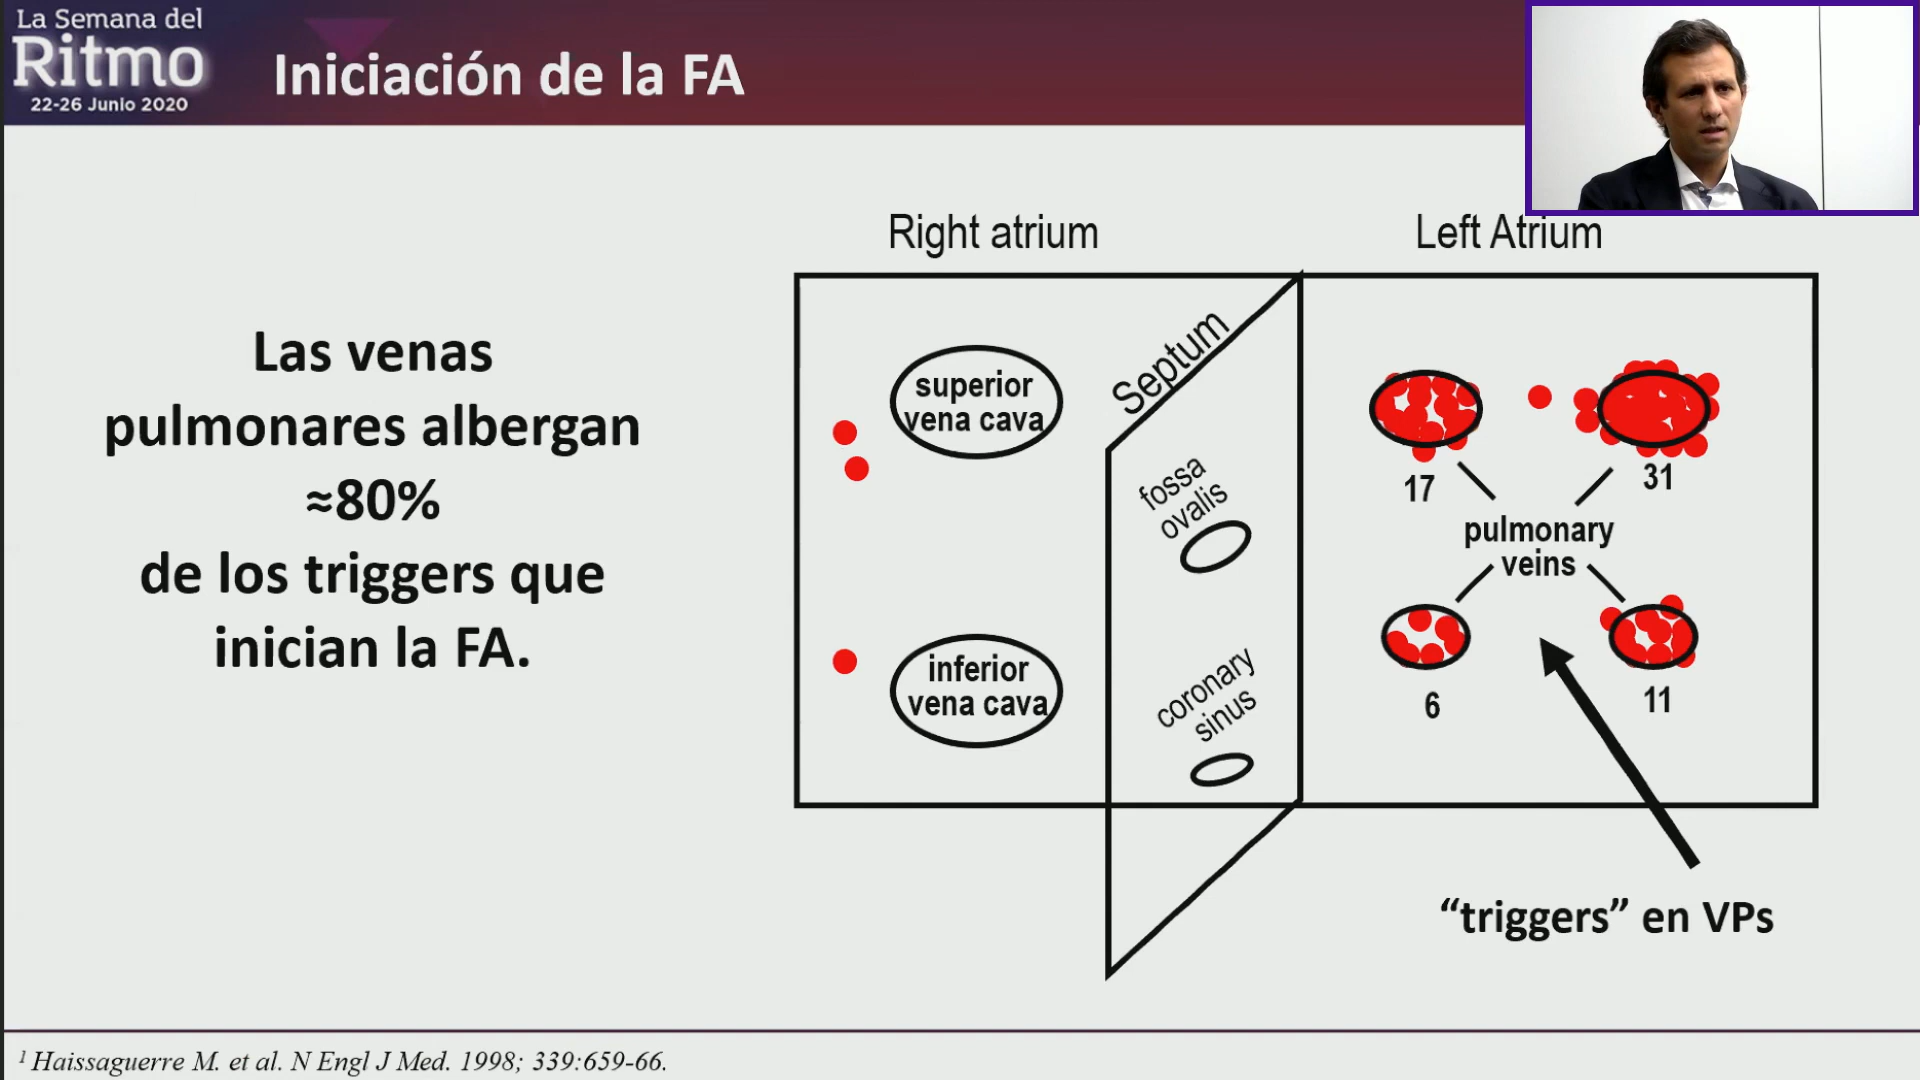 La Semana del
Ritmo
22-26 Junio 2020
Iniciación de la FA
Las venas
pulmonares albergan
≈80%
de los triggers que
inician la FA.
Right atrium
Left Atrium
superior
vena cava
Septum
fossa
ovalis
17
31
pulmonary
veins
inferior
vena cava
coronary
sinus
6
11
“triggers” en VPs
1 Haissaguerre M. et al. N Engl J Med. 1998; 339:659-66.